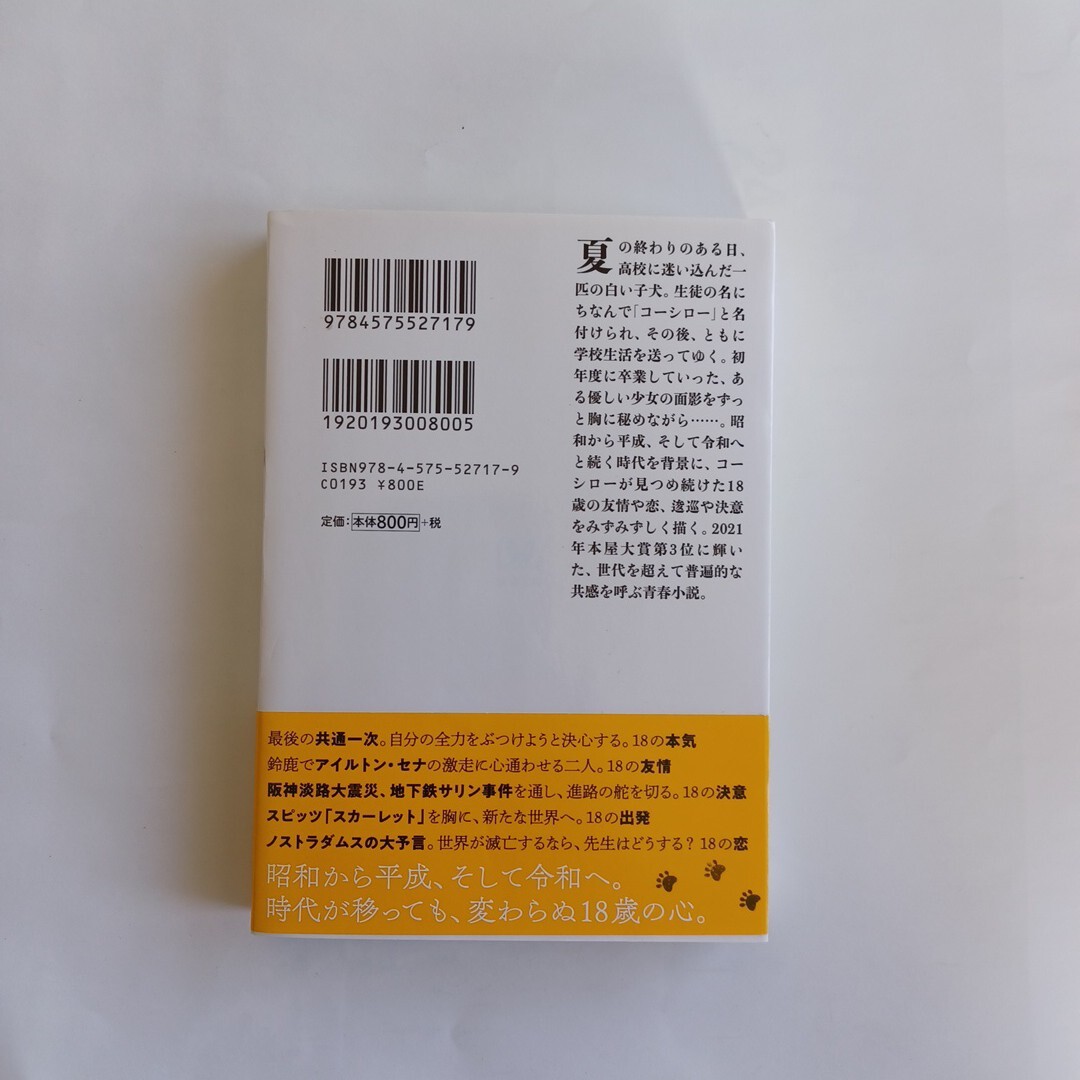 9784575527179
1920193008005
ISBN978-4-575-52717-9
C0193 ¥800E
定価:本体800円+税
夏の終わりのある日、
高校に迷い込んだ一
匹の白い子犬。生徒の名に
ちなんで「コーシロー」と名
付けられ、その後、ともに
学校生活を送ってゆく。初
年度に卒業していった、あ
る優しい少女の面影をずっ
と胸に秘めながら……。昭
和から平成、そして令和へ
と続く時代を背景に、コー
シローが見つめ続けた18
歳の友情や恋、逡巡や決意
をみずみずしく描く。2021
年本屋大賞第3位に輝い
た、世代を超えて普遍的な
共感を呼ぶ青春小説。
最後の共通一次。自分の全力をぶつけようと決心する。18の本気
鈴鹿でアイルトン・セナの激走に心通わせる二人。18の友情
阪神淡路大震災、地下鉄サリン事件を通し、進路の舵を切る。18の決意
スピッツ「スカーレット」を胸に、新たな世界へ。18の出発
ノストラダムスの大予言。世界が滅亡するなら、先生はどうする? 18の恋
昭和から平成、そして令和へ。
時代が移っても、変わらぬ18歳の心。